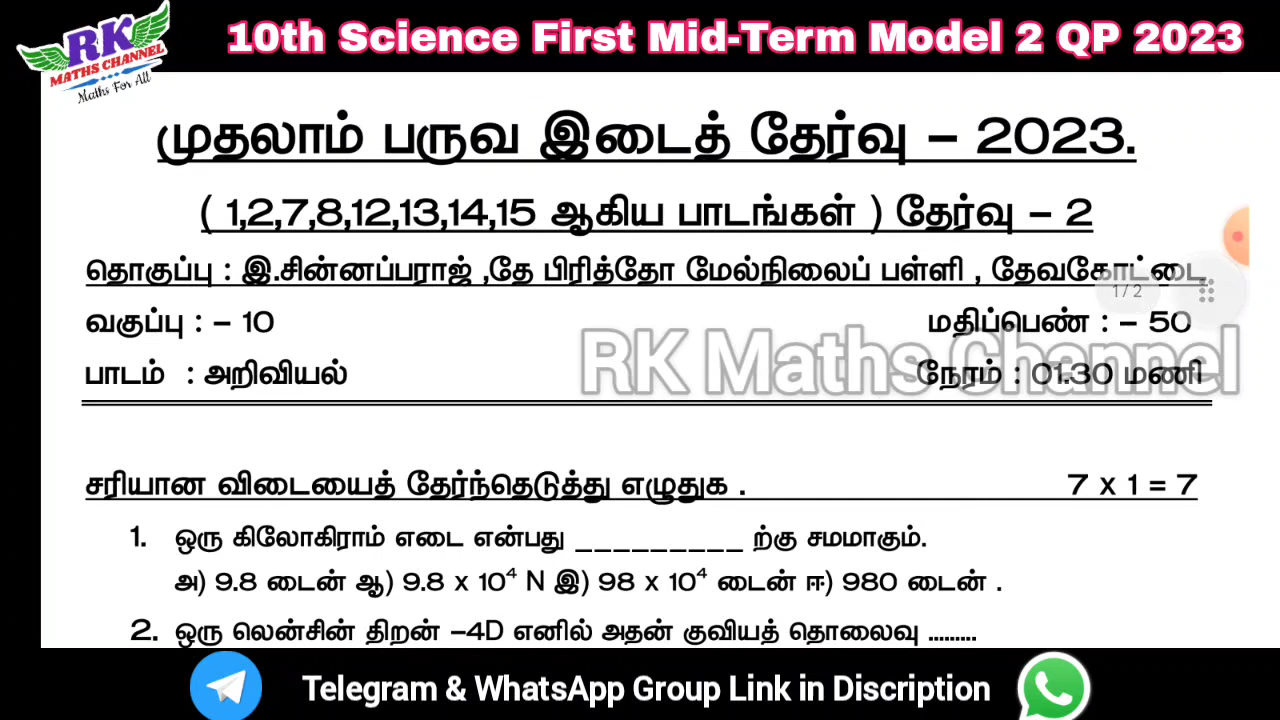 RK
MATHS CHANNEL
Maths For All
10th Science First Mid-Term Model 2 QP 2023
முதலாம் பருவ இடைத் தேர்வு – 2023.
( 1,2,7,8,12,13,14,15 ஆகிய பாடங்கள் ) தேர்வு – 2
தொகுப்பு : இ.சின்னப்பராஜ் ,தே பிரித்தோ மேல்நிலைப் பள்ளி , தேவகோட்டை.
1 / 2
வகுப்பு : – 10 மதிப்பெண் : – 50
RK Maths Channel
பாடம் : அறிவியல் நேரம் : 01.30 மணி
சரியான விடையைத் தேர்ந்தெடுத்து எழுதுக . 7 x 1 = 7
1. ஒரு கிலோகிராம் எடை என்பது _________ ற்கு சமமாகும்.
அ) 9.8 டைன் ஆ) 9.8 x 10⁴ N இ) 98 x 10⁴ டைன் ஈ) 980 டைன் .
2. ஒரு லென்சின் திறன் –4D எனில் அதன் குவியத் தொலைவு .........
Telegram & WhatsApp Group Link in Discription